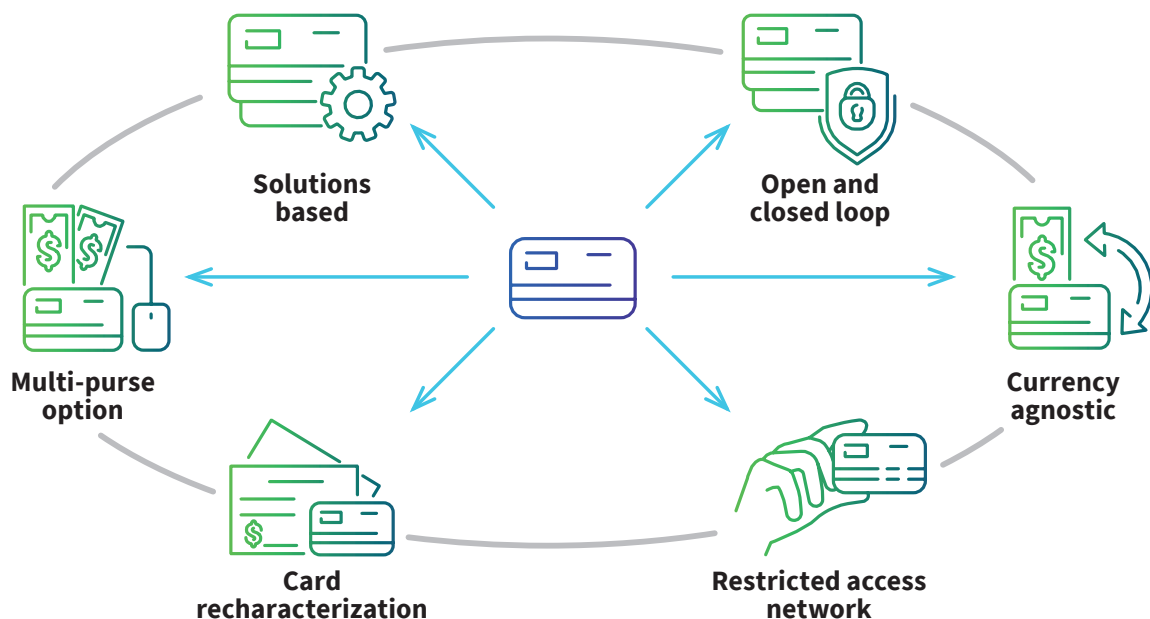 Solutions
based
Open and
closed loop
Multi-purse
option
Currency
agnostic
Card
recharacterization
Restricted access
network